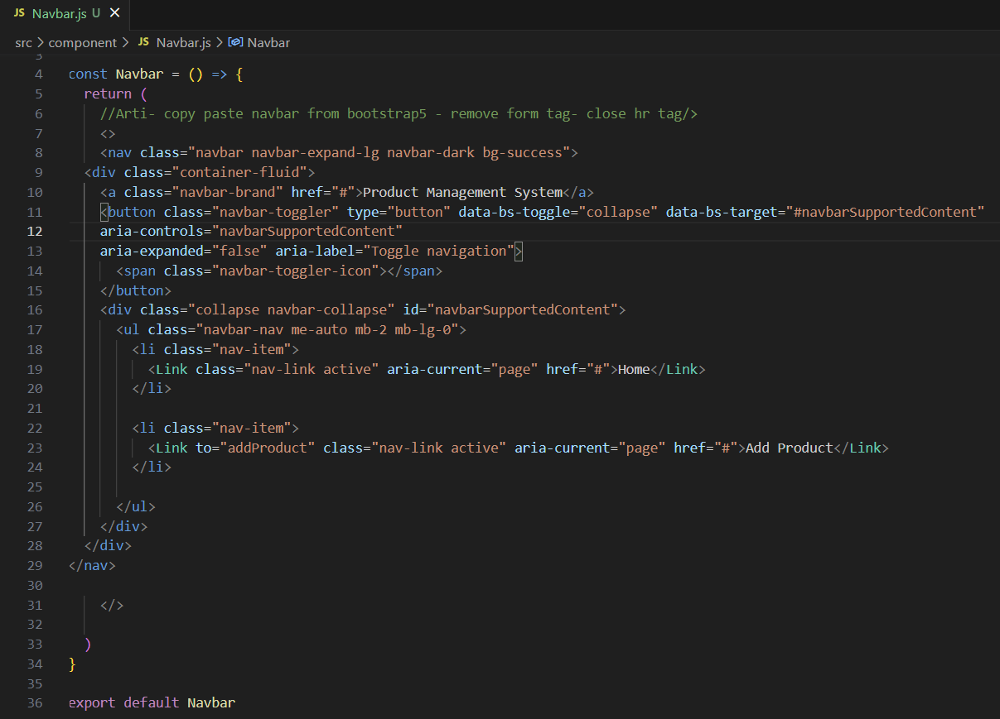 JS Navbar.js U ✕
src > component > JS Navbar.js > Navbar
3
4 const Navbar = () => {
5   return (
6     //Arti- copy paste navbar from bootstrap5 - remove form tag- close hr tag/>
7     <>
8     <nav class="navbar navbar-expand-lg navbar-dark bg-success">
9   <div class="container-fluid">
10     <a class="navbar-brand" href="#">Product Management System</a>
11     <button class="navbar-toggler" type="button" data-bs-toggle="collapse" data-bs-target="#navbarSupportedContent"
12     aria-controls="navbarSupportedContent"
13     aria-expanded="false" aria-label="Toggle navigation">
14       <span class="navbar-toggler-icon"></span>
15     </button>
16     <div class="collapse navbar-collapse" id="navbarSupportedContent">
17       <ul class="navbar-nav me-auto mb-2 mb-lg-0">
18         <li class="nav-item">
19           <Link class="nav-link active" aria-current="page" href="#">Home</Link>
20         </li>
21
22         <li class="nav-item">
23           <Link to="addProduct" class="nav-link active" aria-current="page" href="#">Add Product</Link>
24         </li>
25
26       </ul>
27     </div>
28   </div>
29 </nav>
30
31     </>
32
33   )
34 }
35
36 export default Navbar